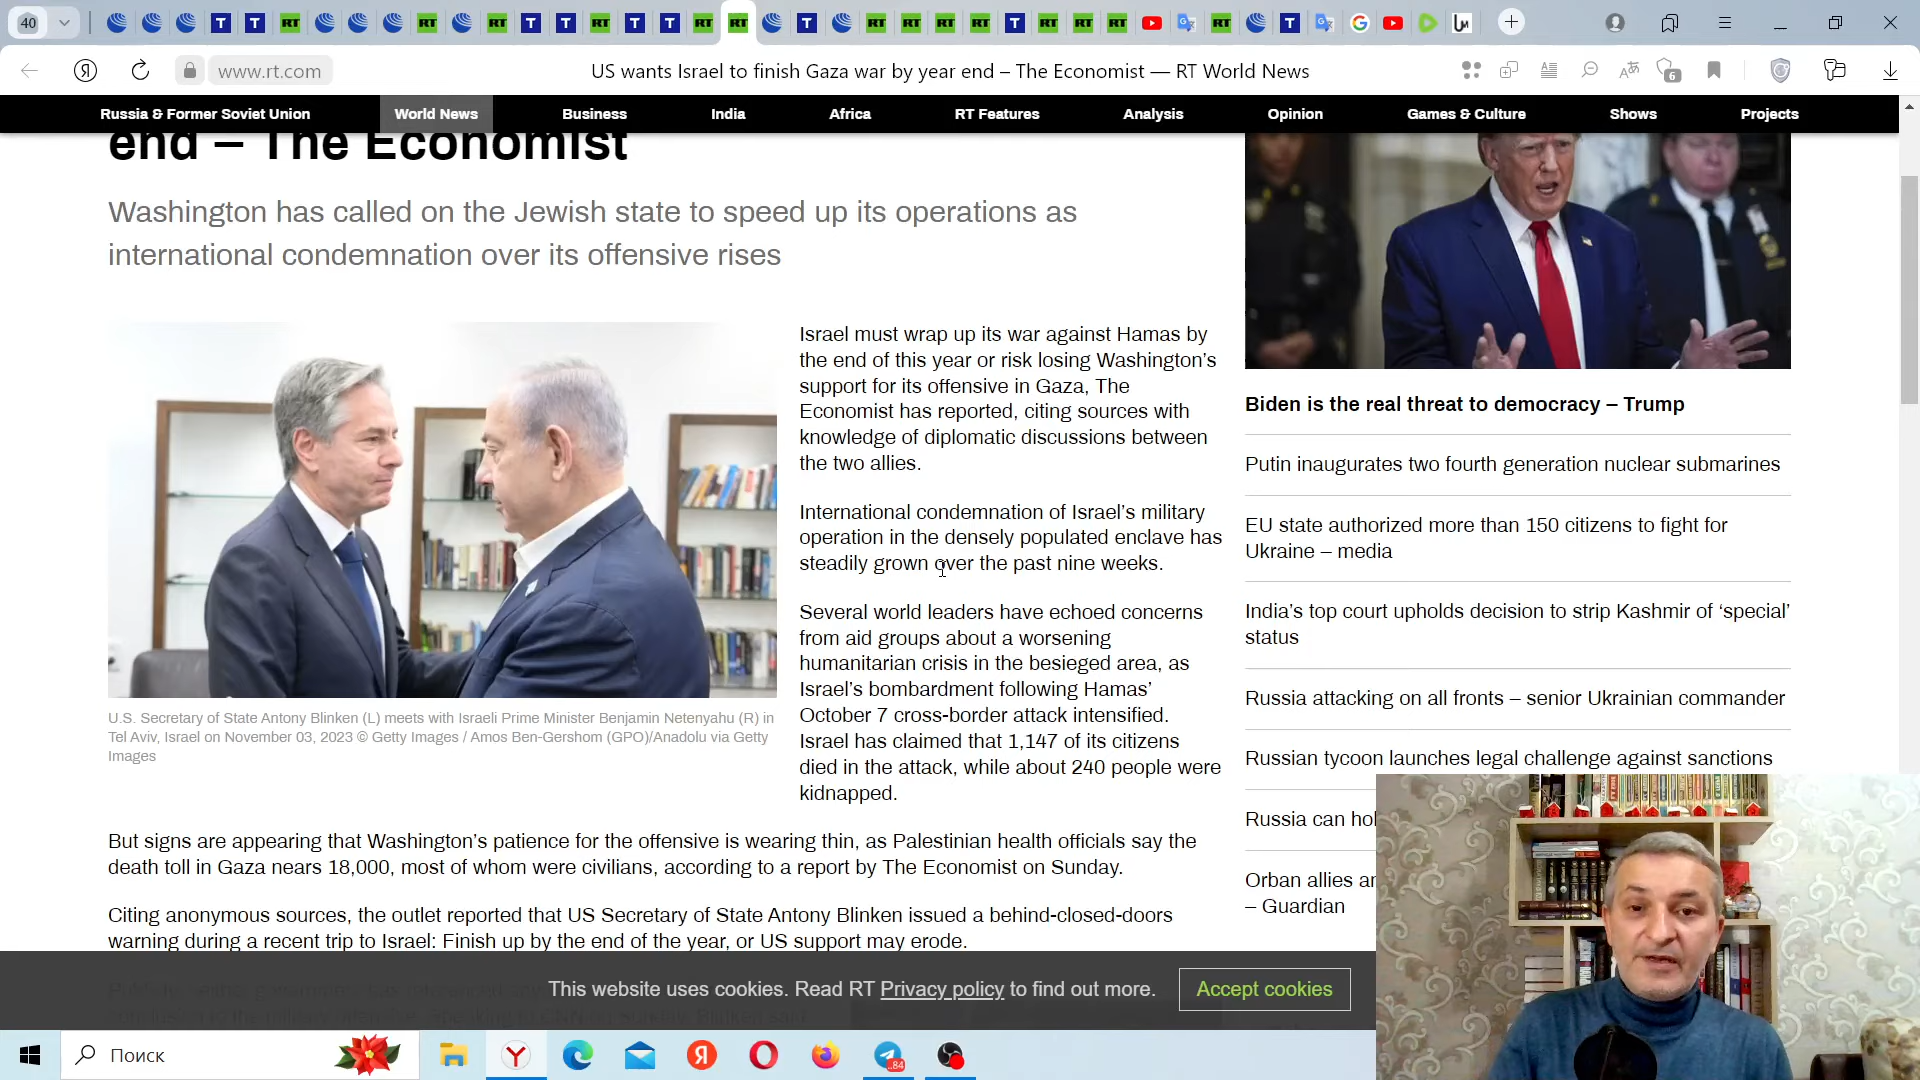 40
www.rt.com
US wants Israel to finish Gaza war by year end – The Economist — RT World News
6
Russia & Former Soviet Union
World News
Business
India
Africa
RT Features
Analysis
Opinion
Games & Culture
Shows
Projects
end – The Economist
Washington has called on the Jewish state to speed up its operations as
international condemnation over its offensive rises
U.S. Secretary of State Antony Blinken (L) meets with Israeli Prime Minister Benjamin Netenyahu (R) in
Tel Aviv, Israel on November 03, 2023 © Getty Images / Amos Ben-Gershom (GPO)/Anadolu via Getty
Images
Israel must wrap up its war against Hamas by
the end of this year or risk losing Washington's
support for its offensive in Gaza, The
Economist has reported, citing sources with
knowledge of diplomatic discussions between
the two allies.
International condemnation of Israel's military
operation in the densely populated enclave has
steadily grown over the past nine weeks.
Several world leaders have echoed concerns
from aid groups about a worsening
humanitarian crisis in the besieged area, as
Israel's bombardment following Hamas'
October 7 cross-border attack intensified.
Israel has claimed that 1,147 of its citizens
died in the attack, while about 240 people were
kidnapped.
But signs are appearing that Washington's patience for the offensive is wearing thin, as Palestinian health officials say the
death toll in Gaza nears 18,000, most of whom were civilians, according to a report by The Economist on Sunday.
Citing anonymous sources, the outlet reported that US Secretary of State Antony Blinken issued a behind-closed-doors
warning during a recent trip to Israel: Finish up by the end of the year, or US support may erode.
Biden is the real threat to democracy – Trump
Putin inaugurates two fourth generation nuclear submarines
EU state authorized more than 150 citizens to fight for
Ukraine – media
India's top court upholds decision to strip Kashmir of 'special'
status
Russia attacking on all fronts – senior Ukrainian commander
Russian tycoon launches legal challenge against sanctions
Russia can hol
Orban allies a
– Guardian
This website uses cookies. Read RT Privacy policy to find out more.
Accept cookies
Поиск
84